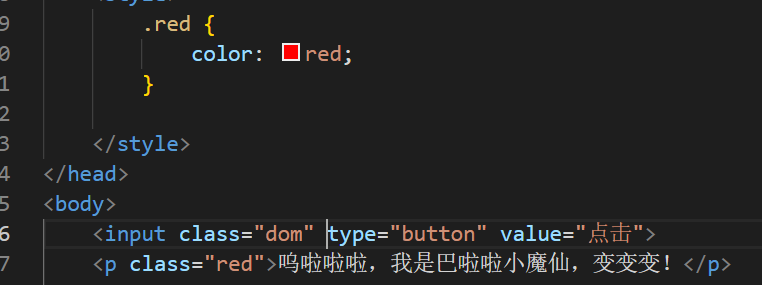 9 .red {
0 color: red;
1 }
2
3 </style>
4 </head>
5 <body>
6 <input class="dom" type="button" value="点击">
7 <p class="red">呜啦啦啦，我是巴啦啦小魔仙，变变变！</p>